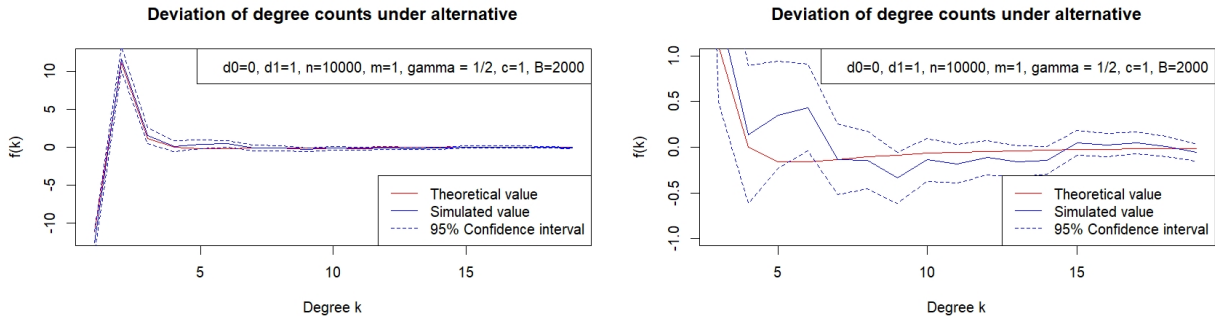 Deviation of degree counts under alternative
d0=0, d1=1, n=10000, m=1, gamma = 1/2, c=1, B=2000
f(k)
10
5
0
-5
-10
Theoretical value
Simulated value
95% Confidence interval
5
10
15
Degree k
Deviation of degree counts under alternative
d0=0, d1=1, n=10000, m=1, gamma = 1/2, c=1, B=2000
f(k)
1.0
0.5
0.0
-0.5
-1.0
Theoretical value
Simulated value
95% Confidence interval
5
10
15
Degree k